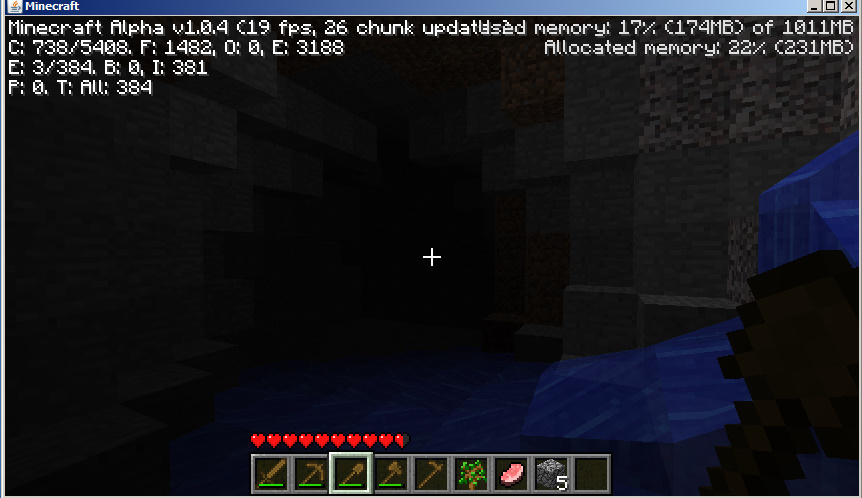 Minecraft
Minecraft Alpha v1.0.4 (19 fps, 26 chunk updates)
Used memory: 17% (174MB) of 1011MB
C: 738/5408. F: 1482, O: 0, E: 3188
Allocated memory: 22% (231MB)
E: 3/384. B: 0, I: 381
P: 0. T: All: 384
5